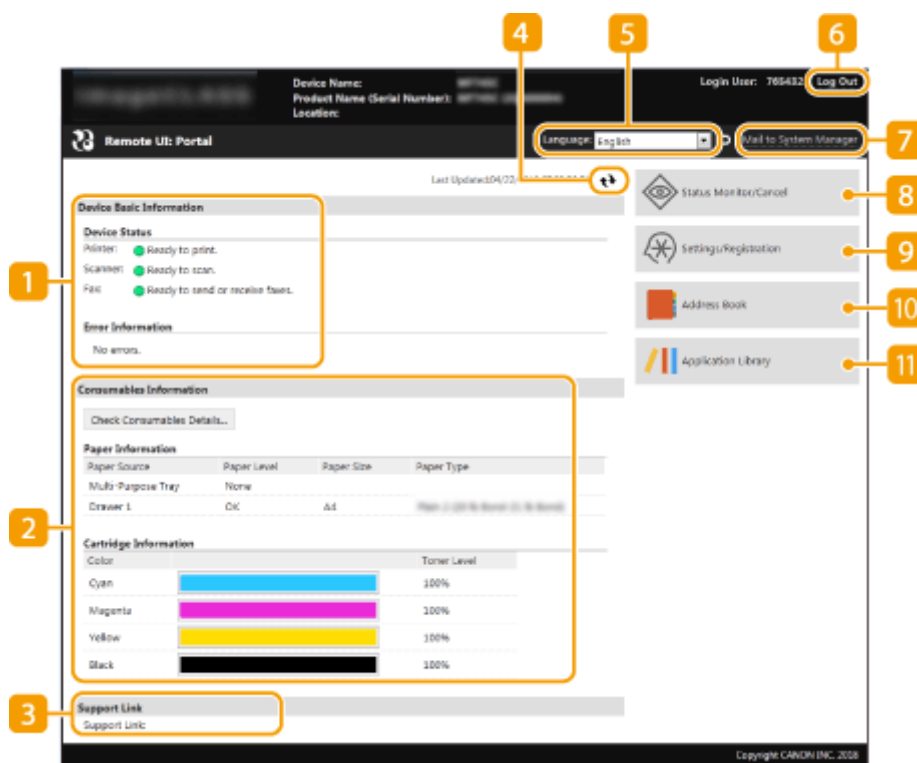 4
5
6
Device Name:
Product Name (Serial Number):
Location:
Login User:
Log Out
Remote UI: Portal
Language: English
Mail to System Manager
7
Last Updated:04/22/
Status Monitor/Cancel
8
Device Basic Information
Device Status
Printer: Ready to print.
Scanner: Ready to scan.
Fax: Ready to send or receive faxes.
1
Settings/Registration
9
Address Book
10
Error Information
No errors.
Application Library
11
Consumables Information
Check Consumables Details...
Paper Information
Paper Source Paper Level Paper Size Paper Type
Multi-Purpose Tray None
Drawer 1 OK A4
2
Cartridge Information
Color Toner Level
Cyan 100%
Magenta 100%
Yellow 100%
Black 100%
3
Support Link
Support Link:
Copyright CANON INC. 2018